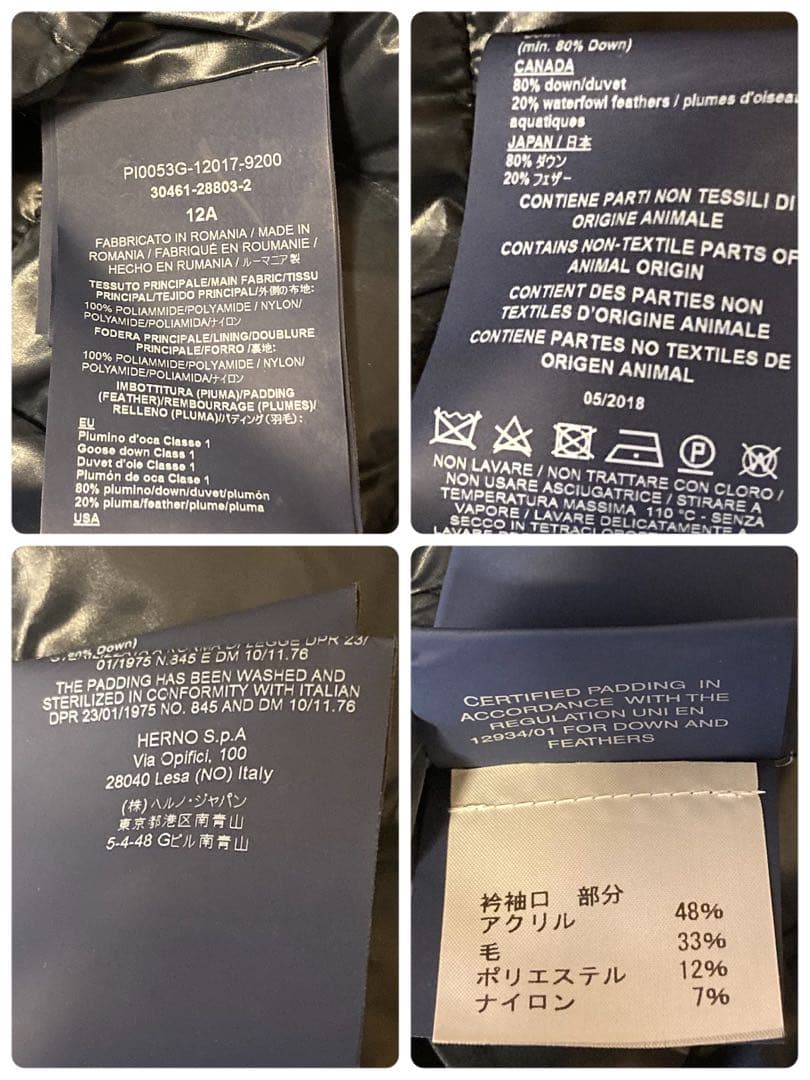 PI0053G-12017-9200
30461-28803-2
12A
FABBRICATO IN ROMANIA / MADE IN
ROMANIA / FABRIQUÉ EN ROUMANIE /
HECHO EN RUMANIA / ルーマニア製
TESSUTO PRINCIPALE/MAIN FABRIC/TISSU
PRINCIPAL/TEJIDO PRINCIPAL/外側の布地:
100% POLIAMMIDE/POLYAMIDE / NYLON/
POLYAMIDE/POLIAMIDA/ナイロン
FODERA PRINCIPALE/LINING/DOUBLURE
PRINCIPALE/FORRO /裏地:
100% POLIAMMIDE/POLYAMIDE / NYLON/
POLYAMIDE/POLIAMIDA/ナイロン
IMBOTTITURA (PIUMA)/PADDING
(FEATHER)/REMBOURRAGE (PLUMES)/
RELLENO (PLUMA)/パディング(羽毛):
EU
Piumino d'oca Classe 1
Goose down Class 1
Duvet d'oie Classe 1
Plumón de oca Clase 1
80% piumino/down/duvet/plumón
20% piuma/feather/plume/pluma
USA
(min. 80% Down)
CANADA
80% down/duvet
20% waterfowl feathers / plumes d'oiseau
aquatiques
JAPAN / 日本
80% ダウン
20% フェザー
CONTIENE PARTI NON TESSILI DI
ORIGINE ANIMALE
CONTAINS NON-TEXTILE PARTS OF
ANIMAL ORIGIN
CONTIENT DES PARTIES NON
TEXTILES D'ORIGINE ANIMALE
CONTIENE PARTES NO TEXTILES DE
ORIGEN ANIMAL
05/2018
P W
NON LAVARE / NON TRATTARE CON CLORO /
NON USARE ASCIUGATRICE / STIRARE A
TEMPERATURA MASSIMA 110 °C - SENZA
VAPORE / LAVARE DELICATAMENTE A
SECCO IN
Down)
DI LEGGE DPR 23/
01/1975 N.845 E DM 10/11.76
THE PADDING HAS BEEN WASHED AND
STERILIZED IN CONFORMITY WITH ITALIAN
DPR 23/01/1975 NO. 845 AND DM 10/11.76
HERNO S.p.A
Via Opifici, 100
28040 Lesa (NO) Italy
(株)ヘルノ・ジャパン
東京都港区南青山
5-4-48 Gビル南青山
CERTIFIED PADDING IN
ACCORDANCE WITH THE
REGULATION UNI EN
12934/01 FOR DOWN AND
FEATHERS
衿袖口 部分
アクリル 48%
毛 33%
ポリエステル 12%
ナイロン 7%